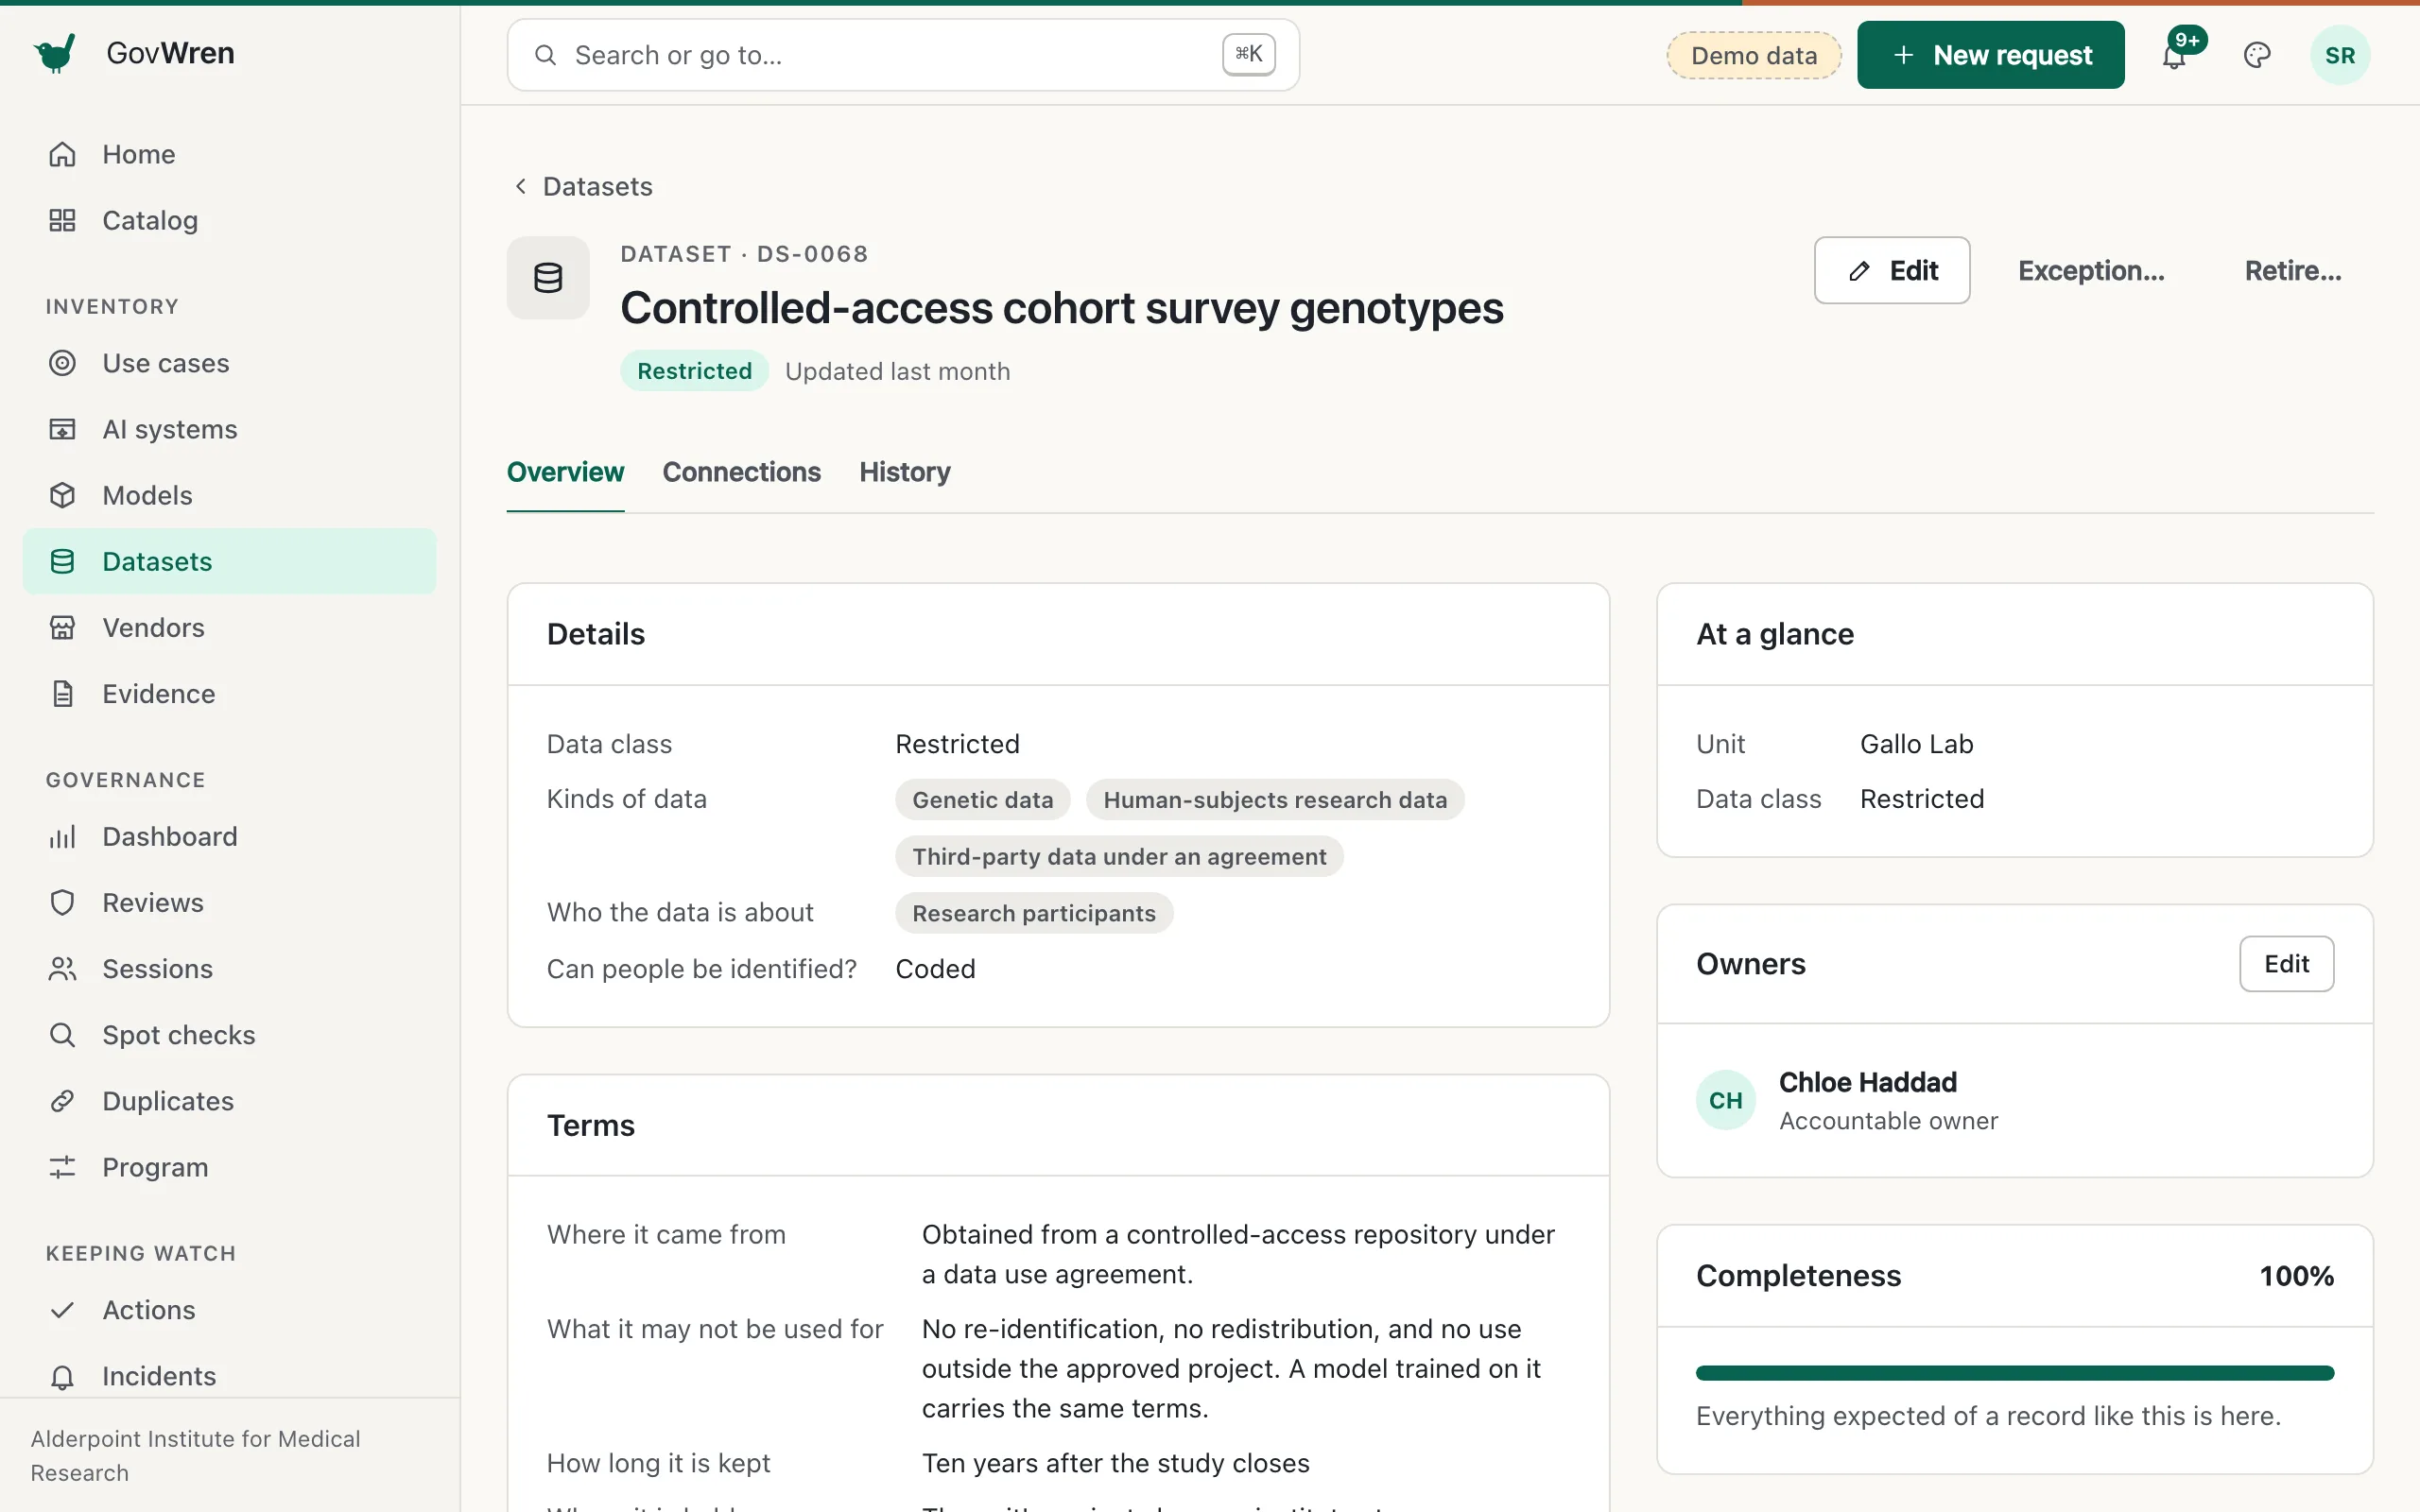 GovWren
Search or go to...
⌘K
Demo data
+ New request
9+
SR
Home
Catalog
INVENTORY
Use cases
AI systems
Models
Datasets
Vendors
Evidence
GOVERNANCE
Dashboard
Reviews
Sessions
Spot checks
Duplicates
Program
KEEPING WATCH
Actions
Incidents
Alderpoint Institute for Medical
Research
Datasets
DATASET · DS-0068
Controlled-access cohort survey genotypes
Restricted
Updated last month
Edit
Exception...
Retire...
Overview
Connections
History
Details
Data class
Restricted
Kinds of data
Genetic data
Human-subjects research data
Third-party data under an agreement
Who the data is about
Research participants
Can people be identified?
Coded
Terms
Where it came from
Obtained from a controlled-access repository under
a data use agreement.
What it may not be used for
No re-identification, no redistribution, and no use
outside the approved project. A model trained on it
carries the same terms.
How long it is kept
Ten years after the study closes
At a glance
Unit
Gallo Lab
Data class
Restricted
Owners
Edit
CH
Chloe Haddad
Accountable owner
Completeness
100%
Everything expected of a record like this is here.